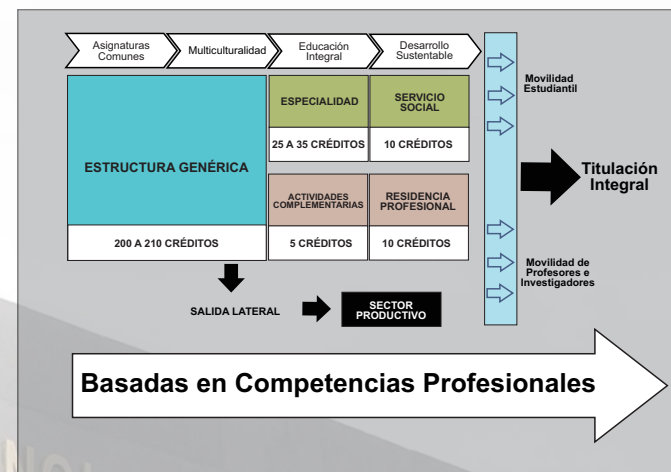 Asignaturas
Comunes
Multiculturalidad
Educación
Integral
Desarrollo
Sustentable
ESTRUCTURA GENÉRICA
200 A 210 CRÉDITOS
ESPECIALIDAD
25 A 35 CRÉDITOS
SERVICIO
SOCIAL
10 CRÉDITOS
ACTIVIDADES
COMPLEMENTARIAS
5 CRÉDITOS
RESIDENCIA
PROFESIONAL
10 CRÉDITOS
Movilidad
Estudiantil
Titulación
Integral
Movilidad de
Profesores e
Investigadores
SALIDA LATERAL
SECTOR
PRODUCTIVO
Basadas en Competencias Profesionales